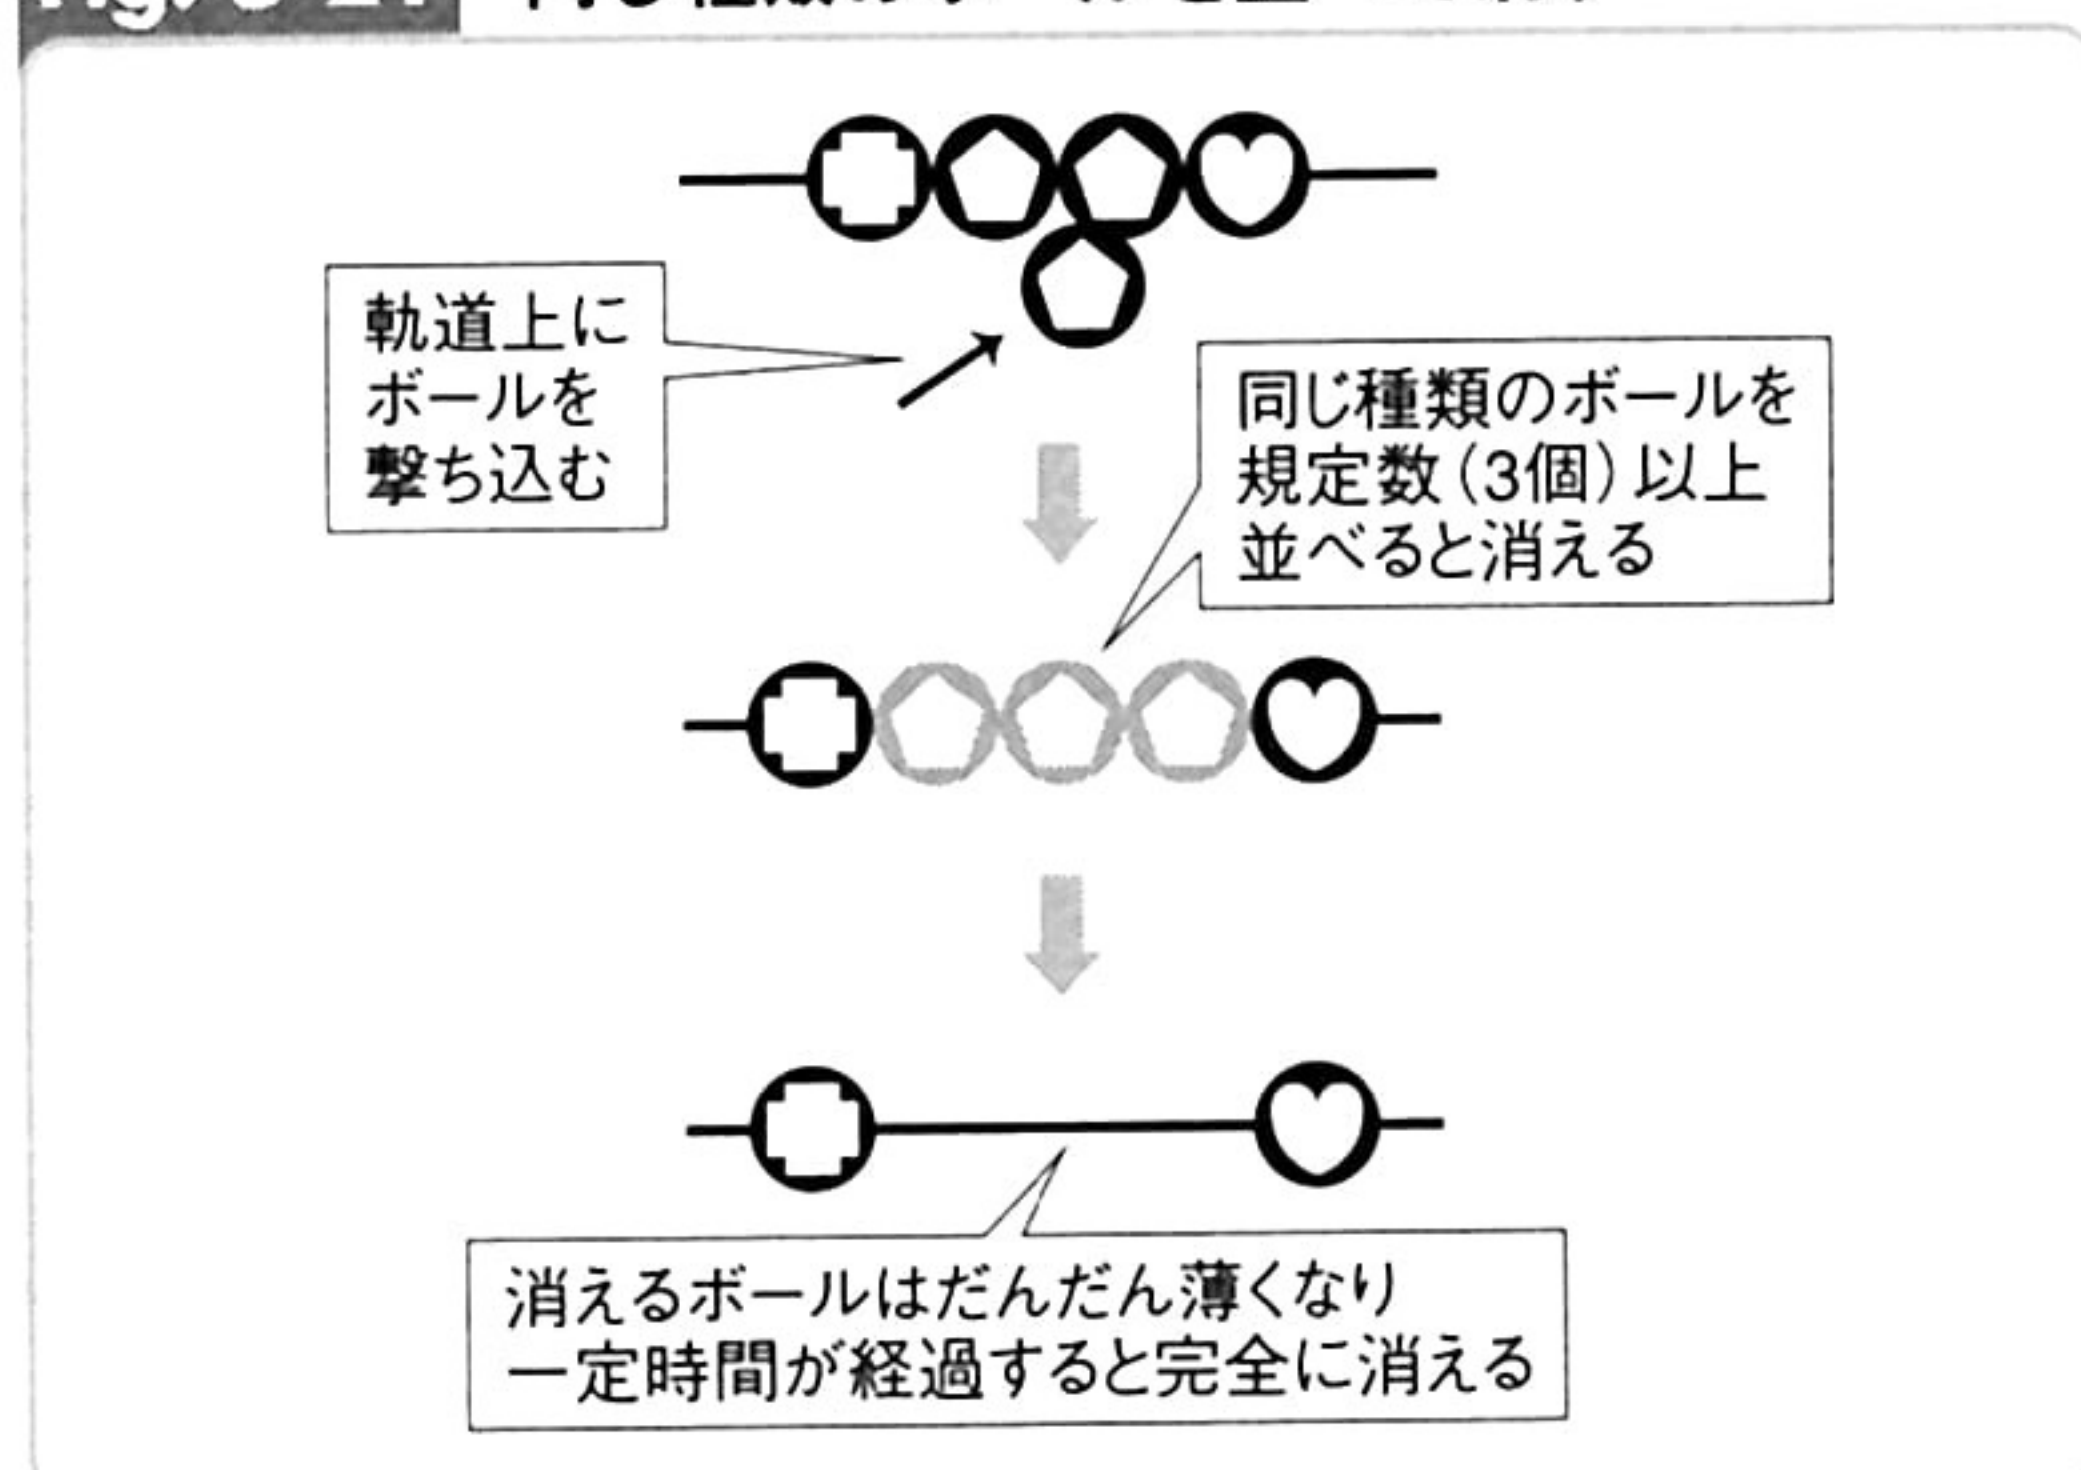 軌道上に
ボールを
撃ち込む
同じ種類のボールを
規定数(3個)以上
並べると消える
消えるボールはだんだん薄くなり
一定時間が経過すると完全に消える